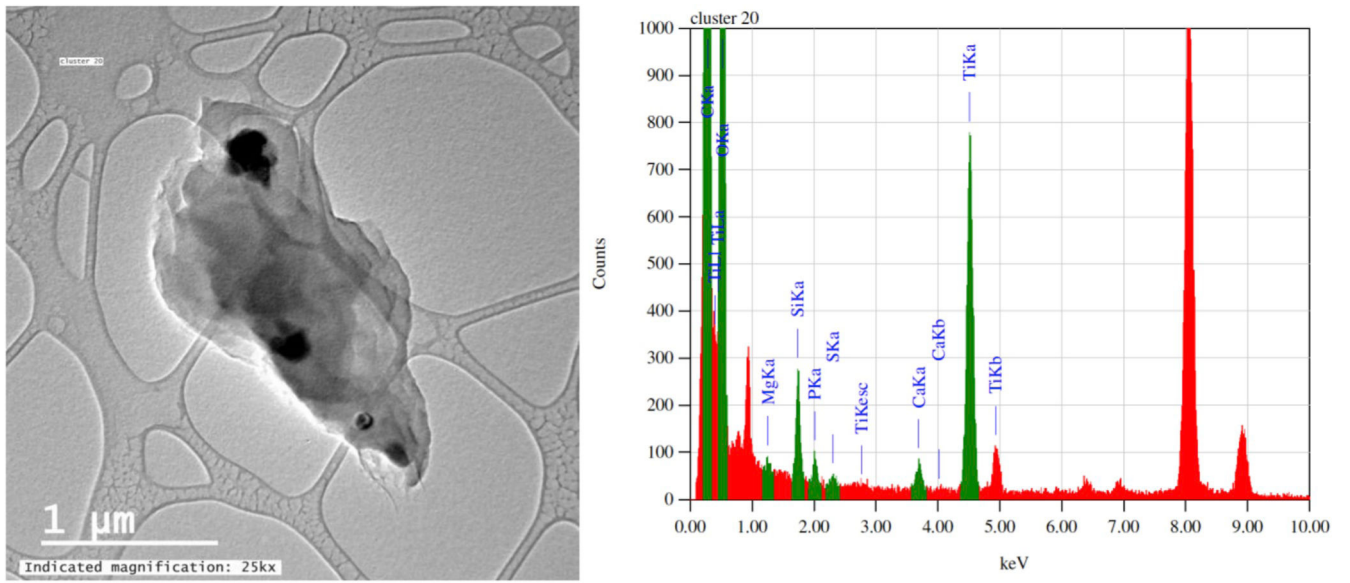 cluster 20
1 µm
Indicated magnification: 25kx
cluster 20
1000
900
800
700
600
500
400
300
200
100
0
Counts
CKa
OKa
TiLl TiLa
MgKa
SiKa
PKa
SKa
TiKesc
CaKa
CaKb
TiKa
TiKb
0.00 1.00 2.00 3.00 4.00 5.00 6.00 7.00 8.00 9.00 10.00
keV